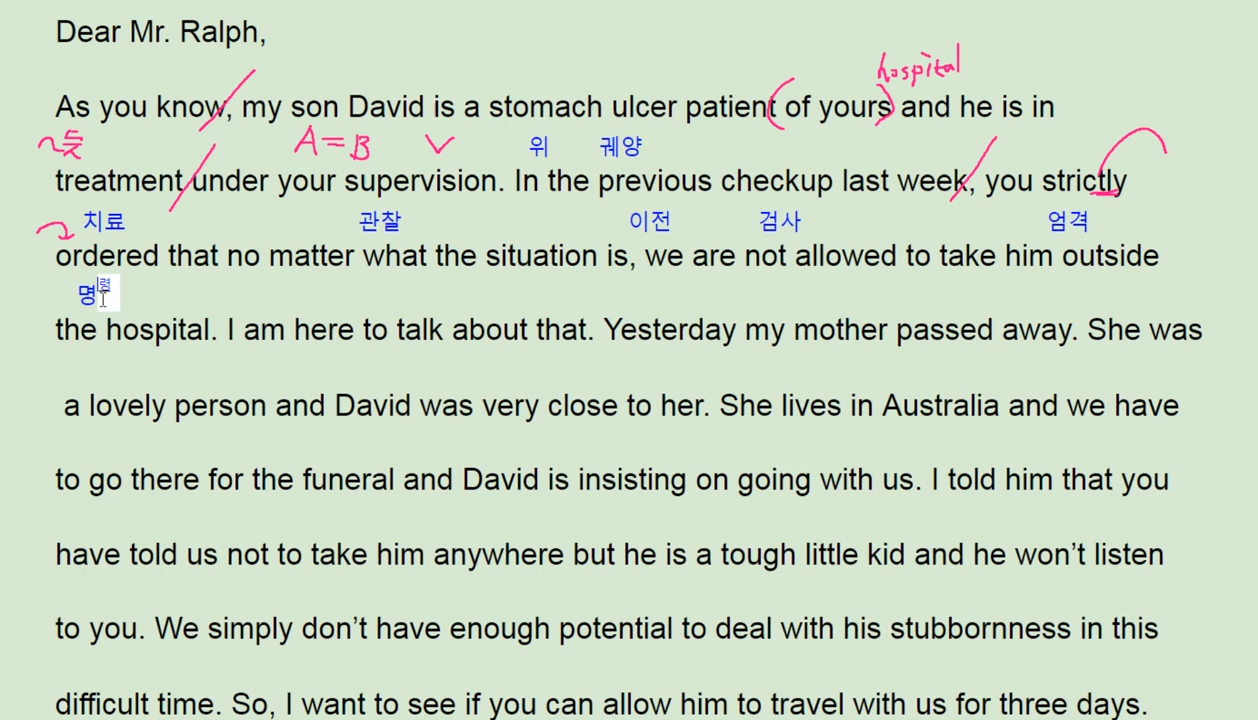 Dear Mr. Ralph,
hospital
As you know, my son David is a stomach ulcer patient (of yours) and he is in
~듯 A=B V 위 궤양
treatment under your supervision. In the previous checkup last week, you strictly
치료 관찰 이전 검사 엄격
ordered that no matter what the situation is, we are not allowed to take him outside
명령
the hospital. I am here to talk about that. Yesterday my mother passed away. She was
a lovely person and David was very close to her. She lives in Australia and we have
to go there for the funeral and David is insisting on going with us. I told him that you
have told us not to take him anywhere but he is a tough little kid and he won't listen
to you. We simply don't have enough potential to deal with his stubbornness in this
difficult time. So, I want to see if you can allow him to travel with us for three days.